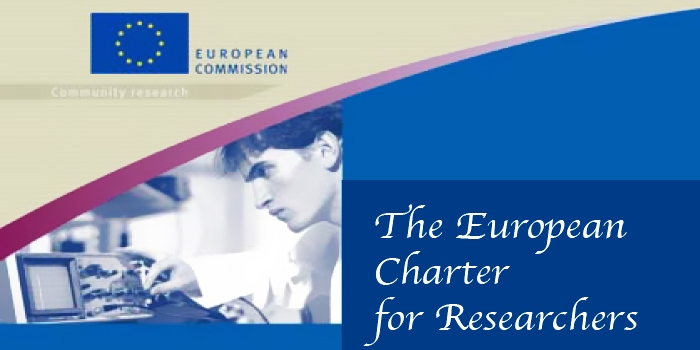 EUROPEAN
COMMISSION
Community research
The European
Charter
for Researchers